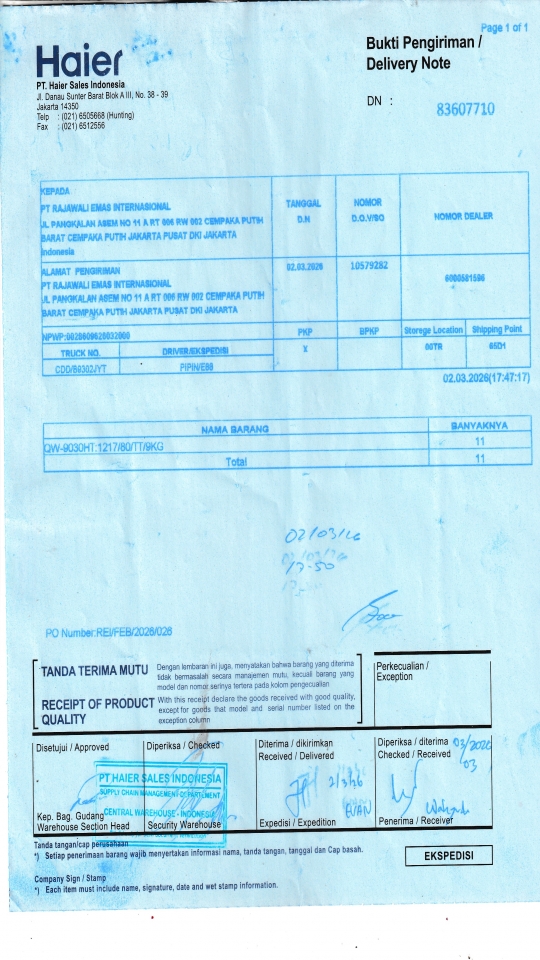 Page 1 of 1
Haier
Bukti Pengiriman /
Delivery Note
PT. Haier Sales Indonesia
Jl. Danau Sunter Barat Blok A III, No. 38 - 39
Jakarta 14350
Telp : (021) 6505668 (Hunting)
Fax : (021) 6512556
DN : 83607710
KEPADA
PT RAJAWALI EMAS INTERNASIONAL
JL PANGKALAN ASEM NO 11 A RT 006 RW 002 CEMPAKA PUTIH
BARAT CEMPAKA PUTIH JAKARTA PUSAT DKI JAKARTA
Indonesia
TANGGAL
D.N
NOMOR
D.O.V/SO
NOMOR DEALER
ALAMAT PENGIRIMAN
PT RAJAWALI EMAS INTERNASIONAL
JL PANGKALAN ASEM NO 11 A RT 006 RW 002 CEMPAKA PUTIH
BARAT CEMPAKA PUTIH JAKARTA PUSAT DKI JAKARTA
02.03.2026
10579282
NPWP:
PKP
BPKP
Storege Location
Shipping Point
TRUCK NO.
DRIVER/EKSPEDISI
X
00TR
65D1
PIPIN/E88
02.03.2026(17:47:17)
NAMA BARANG
BANYAKNYA
QW-9030HT:1217/80/TT/9KG
11
Total
11
02/03/26
17-50
PO Number:REI/FEB/2026/026
TANDA TERIMA MUTU
Dengan lembaran ini juga, menyatakan bahwa barang yang diterima
tidak bermasalah secara manajemen mutu, kecuali barang yang
model dan nomor serinya tertera pada kolom pengecualian
RECEIPT OF PRODUCT
QUALITY
With this receipt declare the goods received with good quality,
except for goods that model and serial number listed on the
exception column
Perkecualian /
Exception
Disetujui / Approved
Diperiksa / Checked
Diterima / dikirimkan
Received / Delivered
Diperiksa / diterima
Checked / Received
03/2026
03
PT HAIER SALES INDONESIA
SUPPLY CHAIN MANAGEMENT DEPARTEMENT
CENTRAL WAREHOUSE - INDONESIA
2/3/26
EVAN
Kep. Bag. Gudang
Warehouse Section Head
Security Warehouse
Expedisi / Expedition
Penerima / Receiver
Tanda tangan/cap perusahaan
*) Setiap penerimaan barang wajib menyertakan informasi nama, tanda tangan, tanggal dan Cap basah.
EKSPEDISI
Company Sign / Stamp
*) Each item must include name, signature, date and wet stamp information.